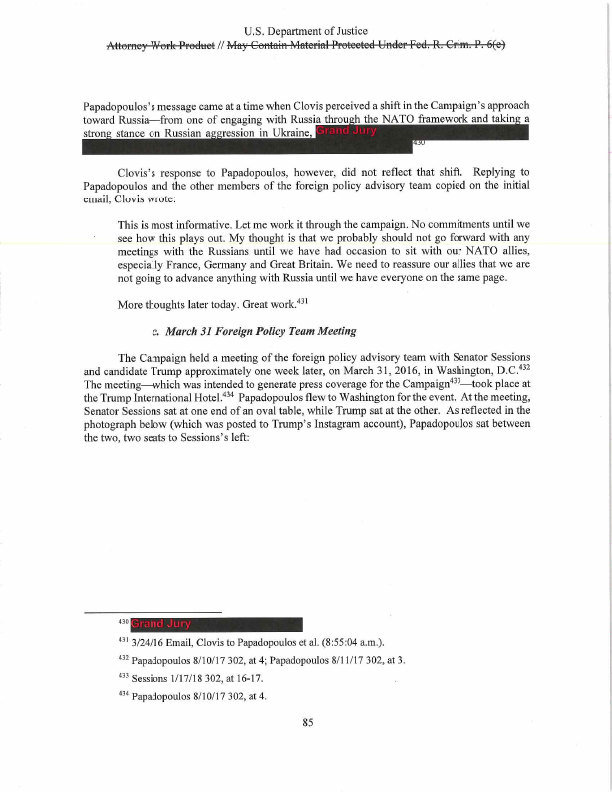 U.S. Department of Justice
Attorney Work Product // May Contain Material Protected Under Fed. R. Crim. P. 6(e)
Papadopoulos's message came at a time when Clovis perceived a shift in the Campaign's approach
toward Russia—from one of engaging with Russia through the NATO framework and taking a
strong stance on Russian aggression in Ukraine, Grand Jury
430
Clovis's response to Papadopoulos, however, did not reflect that shift. Replying to
Papadopoulos and the other members of the foreign policy advisory team copied on the initial
email, Clovis wrote:
This is most informative. Let me work it through the campaign. No commitments until we
see how this plays out. My thought is that we probably should not go forward with any
meetings with the Russians until we have had occasion to sit with our NATO allies,
especially France, Germany and Great Britain. We need to reassure our allies that we are
not going to advance anything with Russia until we have everyone on the same page.
More thoughts later today. Great work.431
c. March 31 Foreign Policy Team Meeting
The Campaign held a meeting of the foreign policy advisory team with Senator Sessions
and candidate Trump approximately one week later, on March 31, 2016, in Washington, D.C.432
The meeting—which was intended to generate press coverage for the Campaign433—took place at
the Trump International Hotel.434 Papadopoulos flew to Washington for the event. At the meeting,
Senator Sessions sat at one end of an oval table, while Trump sat at the other. As reflected in the
photograph below (which was posted to Trump's Instagram account), Papadopoulos sat between
the two, two seats to Sessions's left:
430 Grand Jury
431 3/24/16 Email, Clovis to Papadopoulos et al. (8:55:04 a.m.).
432 Papadopoulos 8/10/17 302, at 4; Papadopoulos 8/11/17 302, at 3.
433 Sessions 1/17/18 302, at 16-17.
434 Papadopoulos 8/10/17 302, at 4.
85